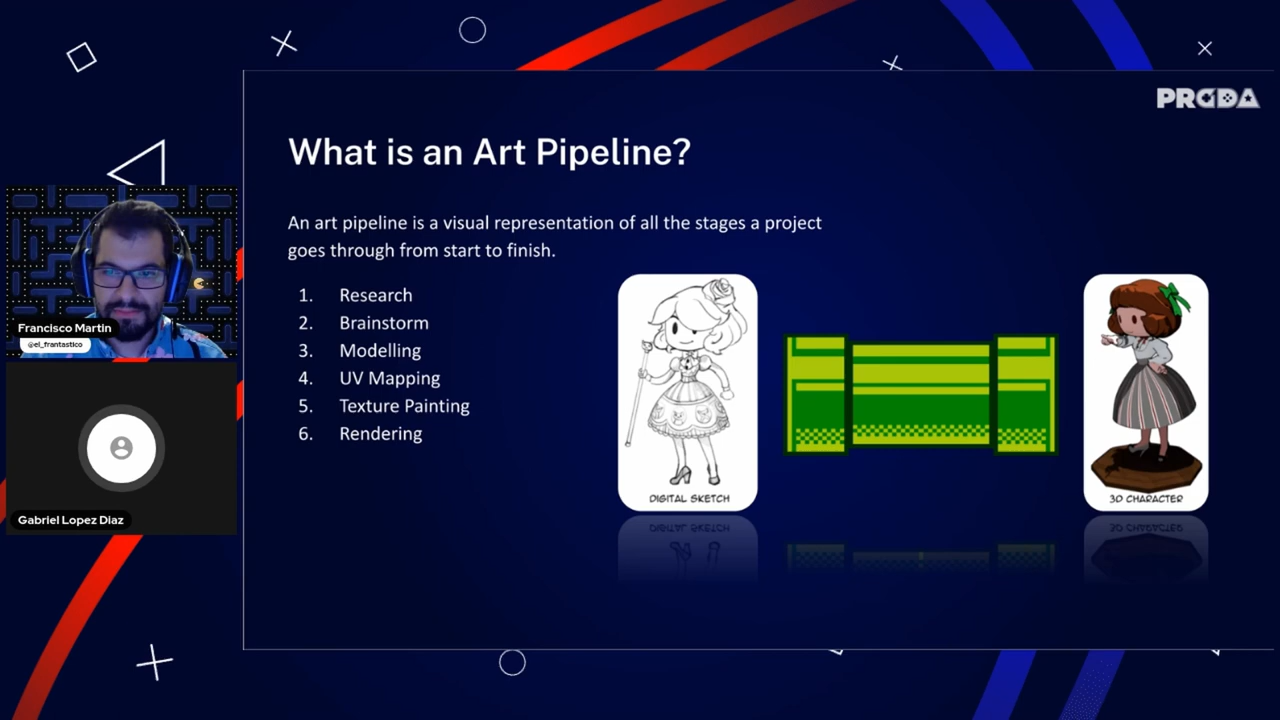 PRGDA
What is an Art Pipeline?
An art pipeline is a visual representation of all the stages a project
goes through from start to finish.
1. Research
2. Brainstorm
3. Modelling
4. UV Mapping
5. Texture Painting
6. Rendering
DIGITAL SKETCH
3D CHARACTER
Francisco Martin
@el_frantastico
Gabriel Lopez Diaz